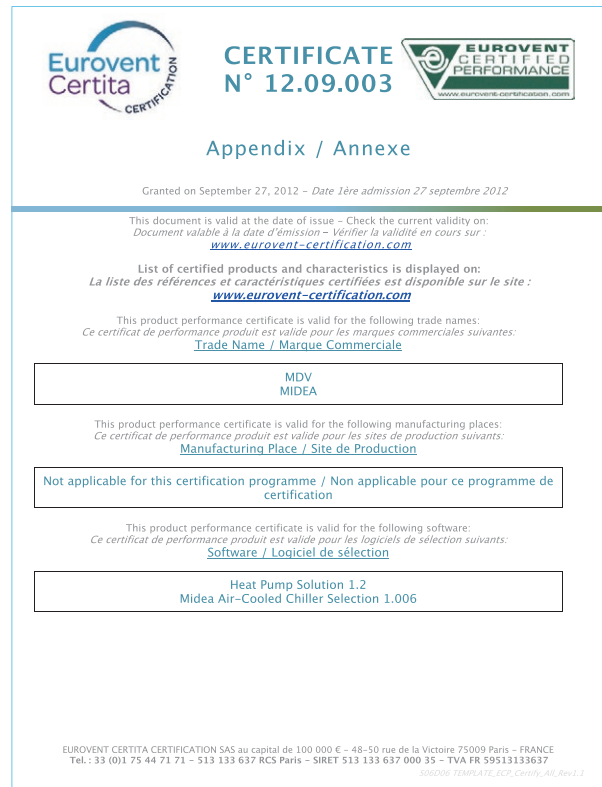 Eurovent
Certita
CERTIFICATION
CERTIFICATE
N° 12.09.003
EUROVENT
CERTIFIED
PERFORMANCE
www.eurovent-certification.com
Appendix / Annexe
Granted on September 27, 2012 – Date 1ère admission 27 septembre 2012
This document is valid at the date of issue – Check the current validity on:
Document valable à la date d'émission – Vérifier la validité en cours sur :
www.eurovent-certification.com
List of certified products and characteristics is displayed on:
La liste des références et caractéristiques certifiées est disponible sur le site :
www.eurovent-certification.com
This product performance certificate is valid for the following trade names:
Ce certificat de performance produit est valide pour les marques commerciales suivantes:
Trade Name / Marque Commerciale
MDV
MIDEA
This product performance certificate is valid for the following manufacturing places:
Ce certificat de performance produit est valide pour les sites de production suivants:
Manufacturing Place / Site de Production
Not applicable for this certification programme / Non applicable pour ce programme de
certification
This product performance certificate is valid for the following software:
Ce certificat de performance produit est valide pour les logiciels de sélection suivants:
Software / Logiciel de sélection
Heat Pump Solution 1.2
Midea Air-Cooled Chiller Selection 1.006
EUROVENT CERTITA CERTIFICATION SAS au capital de 100 000 € – 48-50 rue de la Victoire 75009 Paris – FRANCE
Tel. : 33 (0)1 75 44 71 71 – 513 133 637 RCS Paris – SIRET 513 133 637 000 35 – TVA FR 59513133637
S06D06 TEMPLATE_ECP_Certify_All_Rev1.1